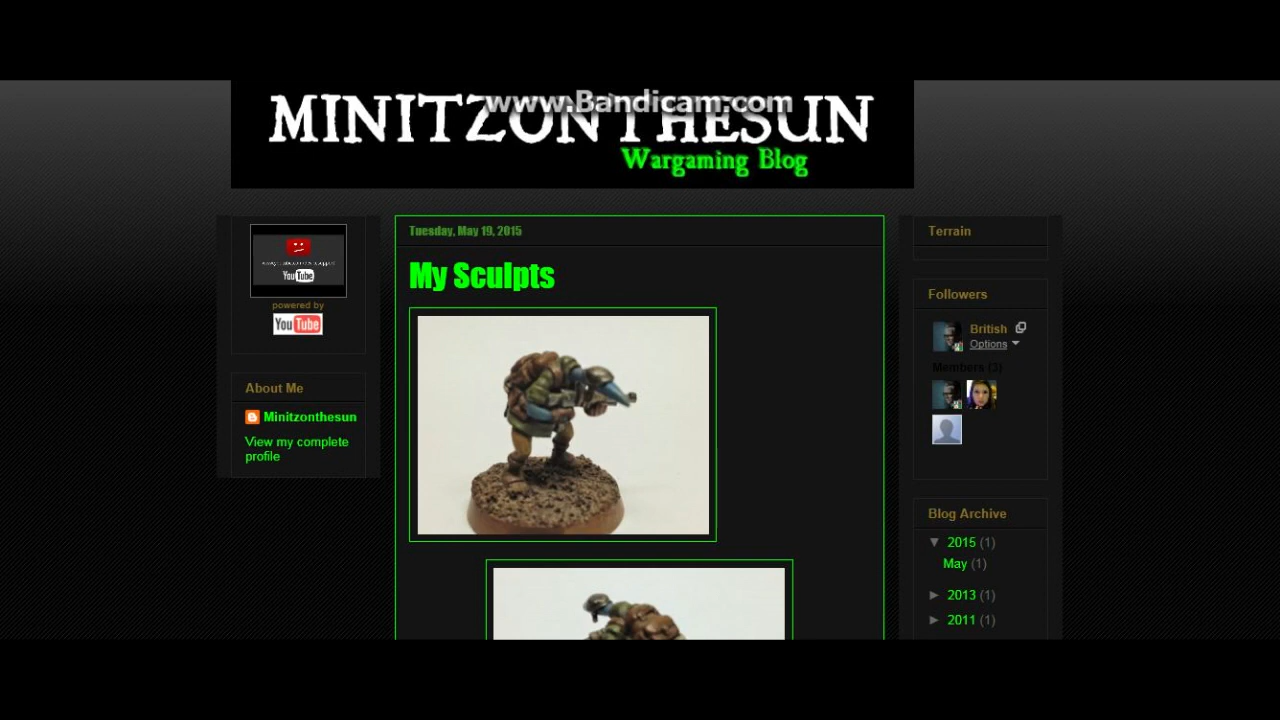 www.Bandicam.com
MINITZONTHESUN
Wargaming Blog
YouTube
powered by
YouTube
About Me
Minitzonthesun
View my complete
profile
Tuesday, May 19, 2015
My Sculpts
Terrain
Followers
British
Options
Members (3)
Blog Archive
▼ 2015 (1)
May (1)
► 2013 (1)
► 2011 (1)